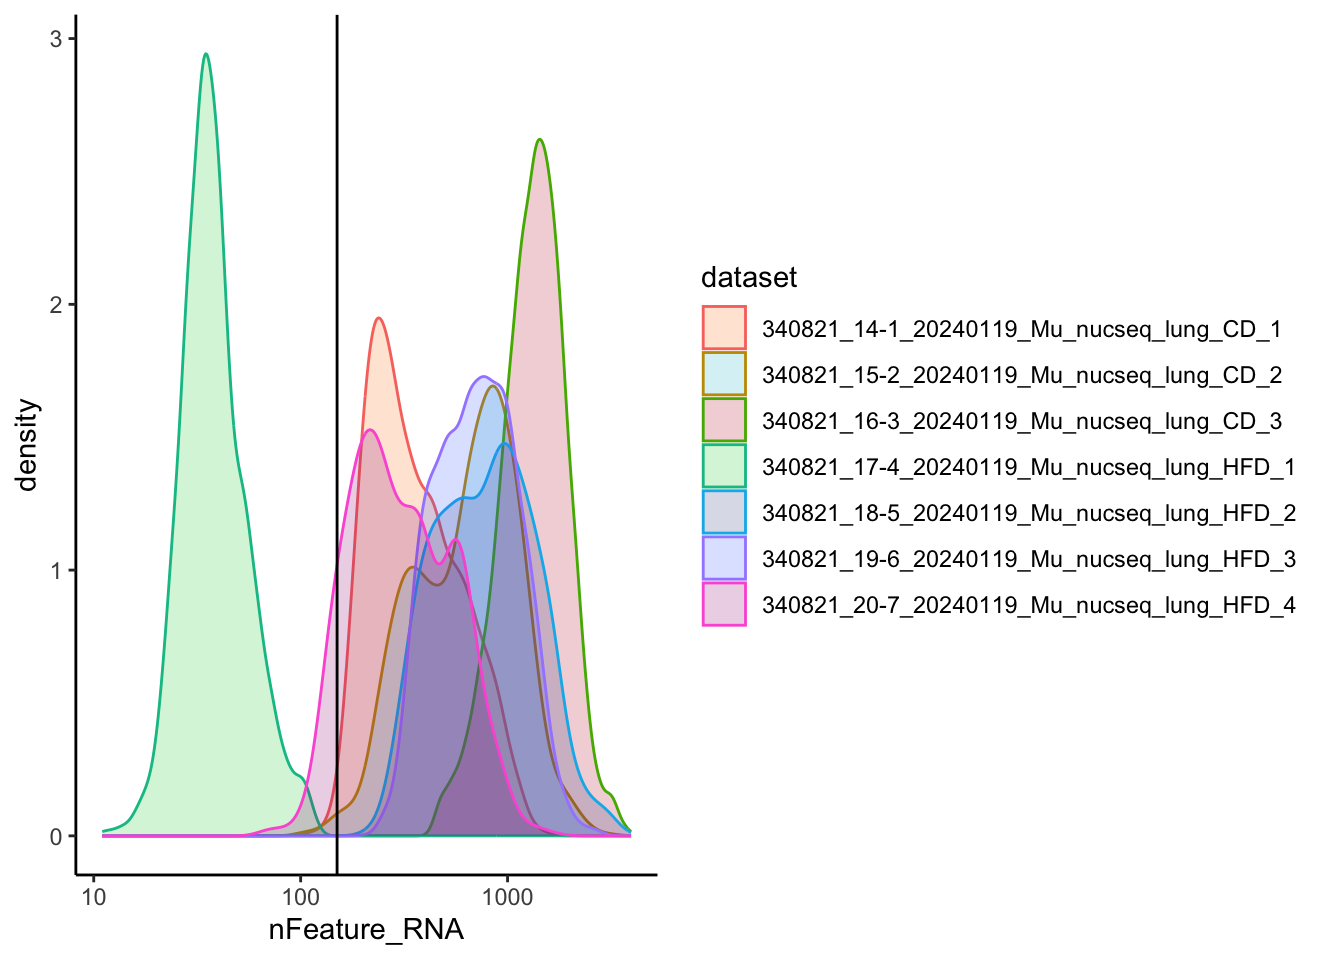 3
2
1
0
density
10
100
1000
nFeature_RNA
dataset
340821_14-1_20240119_Mu_nucseq_lung_CD_1
340821_15-2_20240119_Mu_nucseq_lung_CD_2
340821_16-3_20240119_Mu_nucseq_lung_CD_3
340821_17-4_20240119_Mu_nucseq_lung_HFD_1
340821_18-5_20240119_Mu_nucseq_lung_HFD_2
340821_19-6_20240119_Mu_nucseq_lung_HFD_3
340821_20-7_20240119_Mu_nucseq_lung_HFD_4